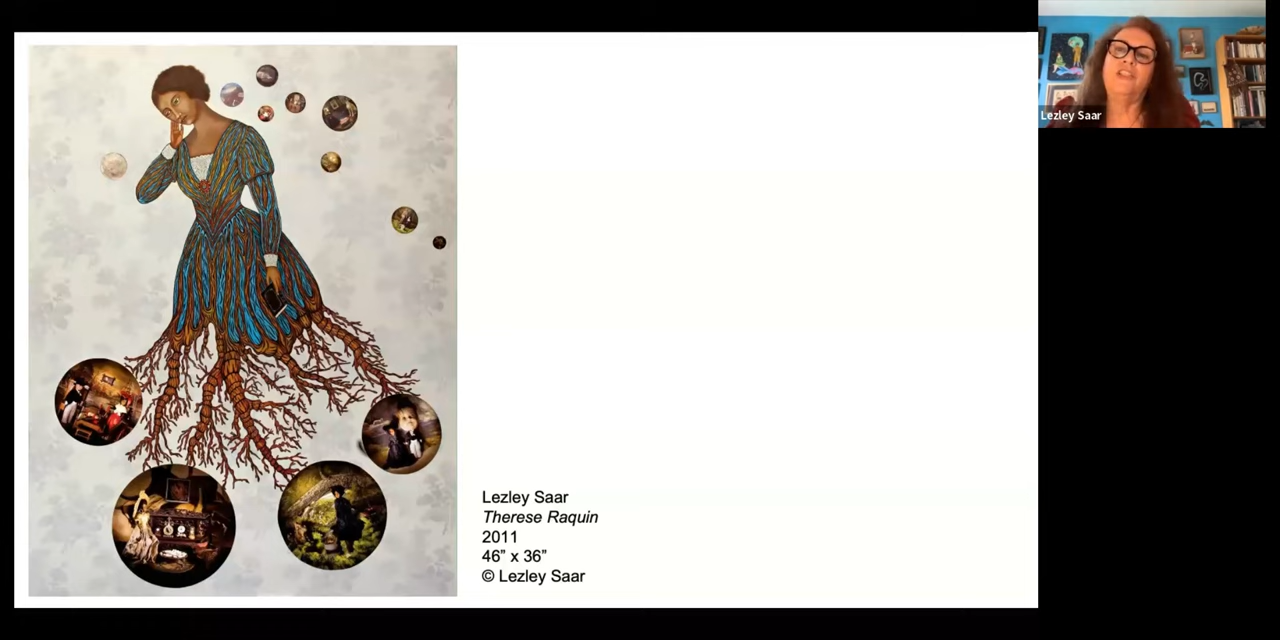 Lezley Saar
Lezley Saar
Therese Raquin
2011
46” x 36”
© Lezley Saar